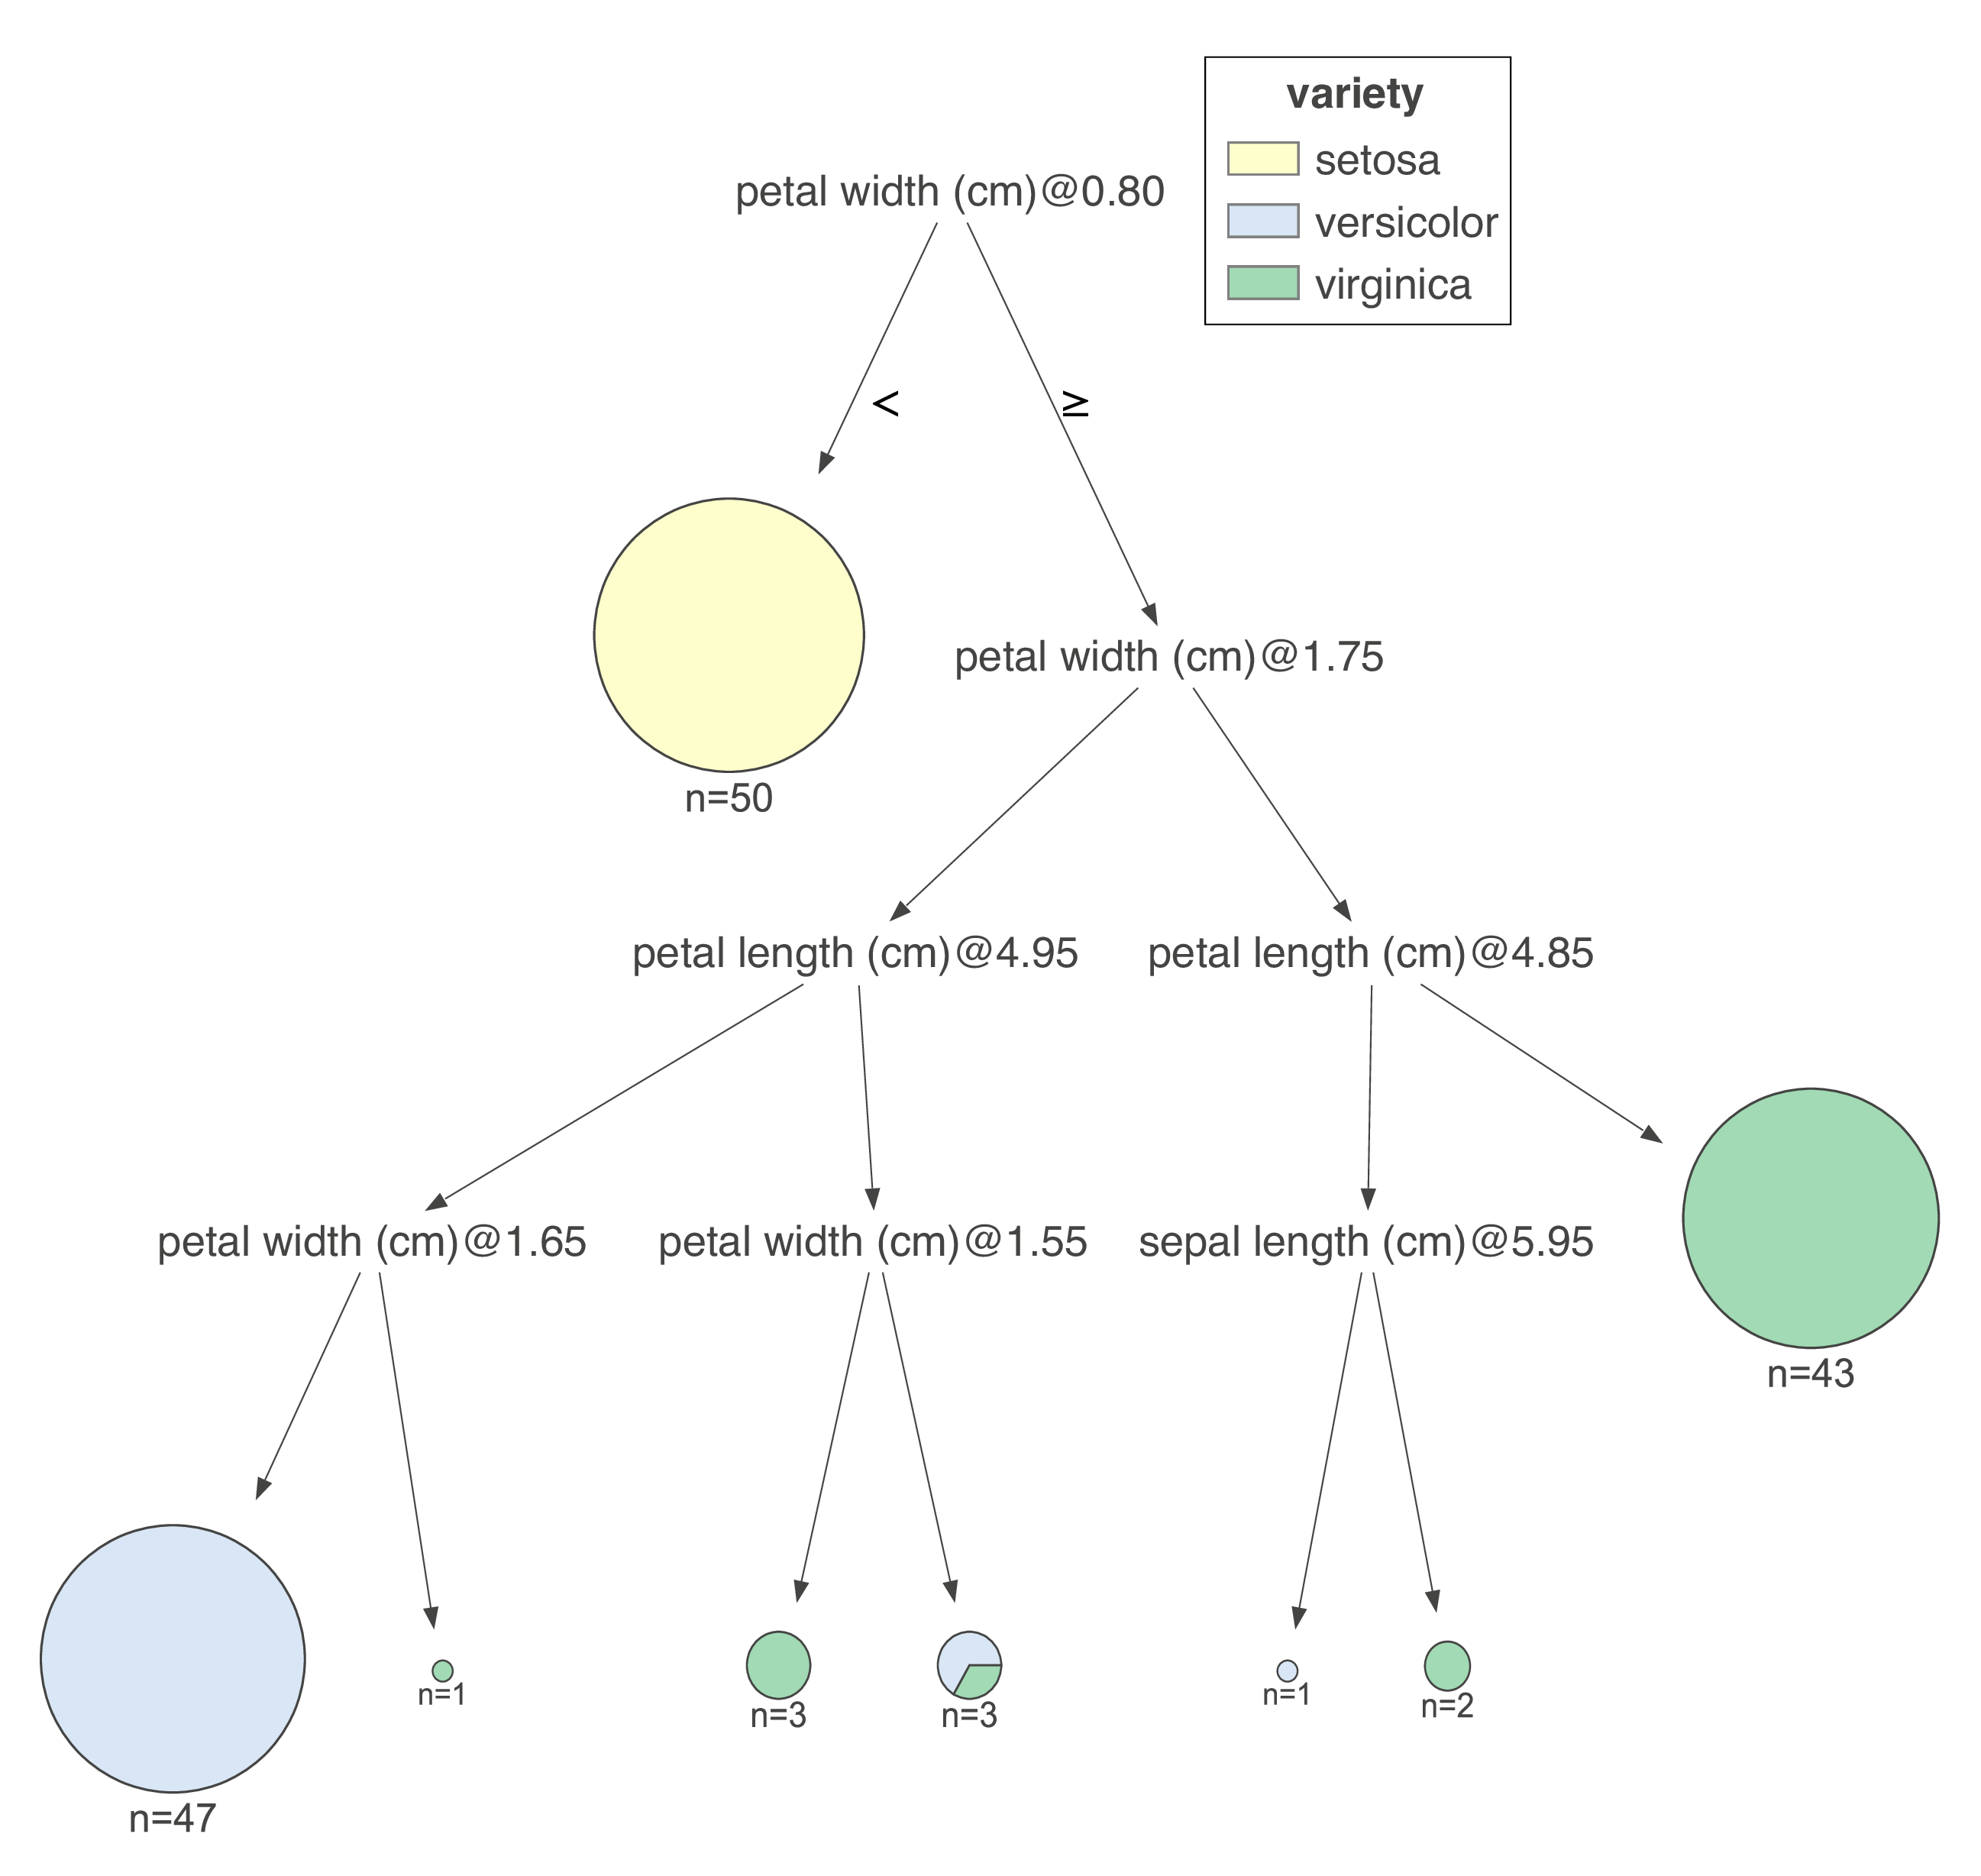 variety
setosa
versicolor
virginica
petal width (cm)@0.80
<
≥
petal width (cm)@1.75
n=50
petal length (cm)@4.95
petal length (cm)@4.85
petal width (cm)@1.65
petal width (cm)@1.55
sepal length (cm)@5.95
n=43
n=1
n=3
n=3
n=1
n=2
n=47